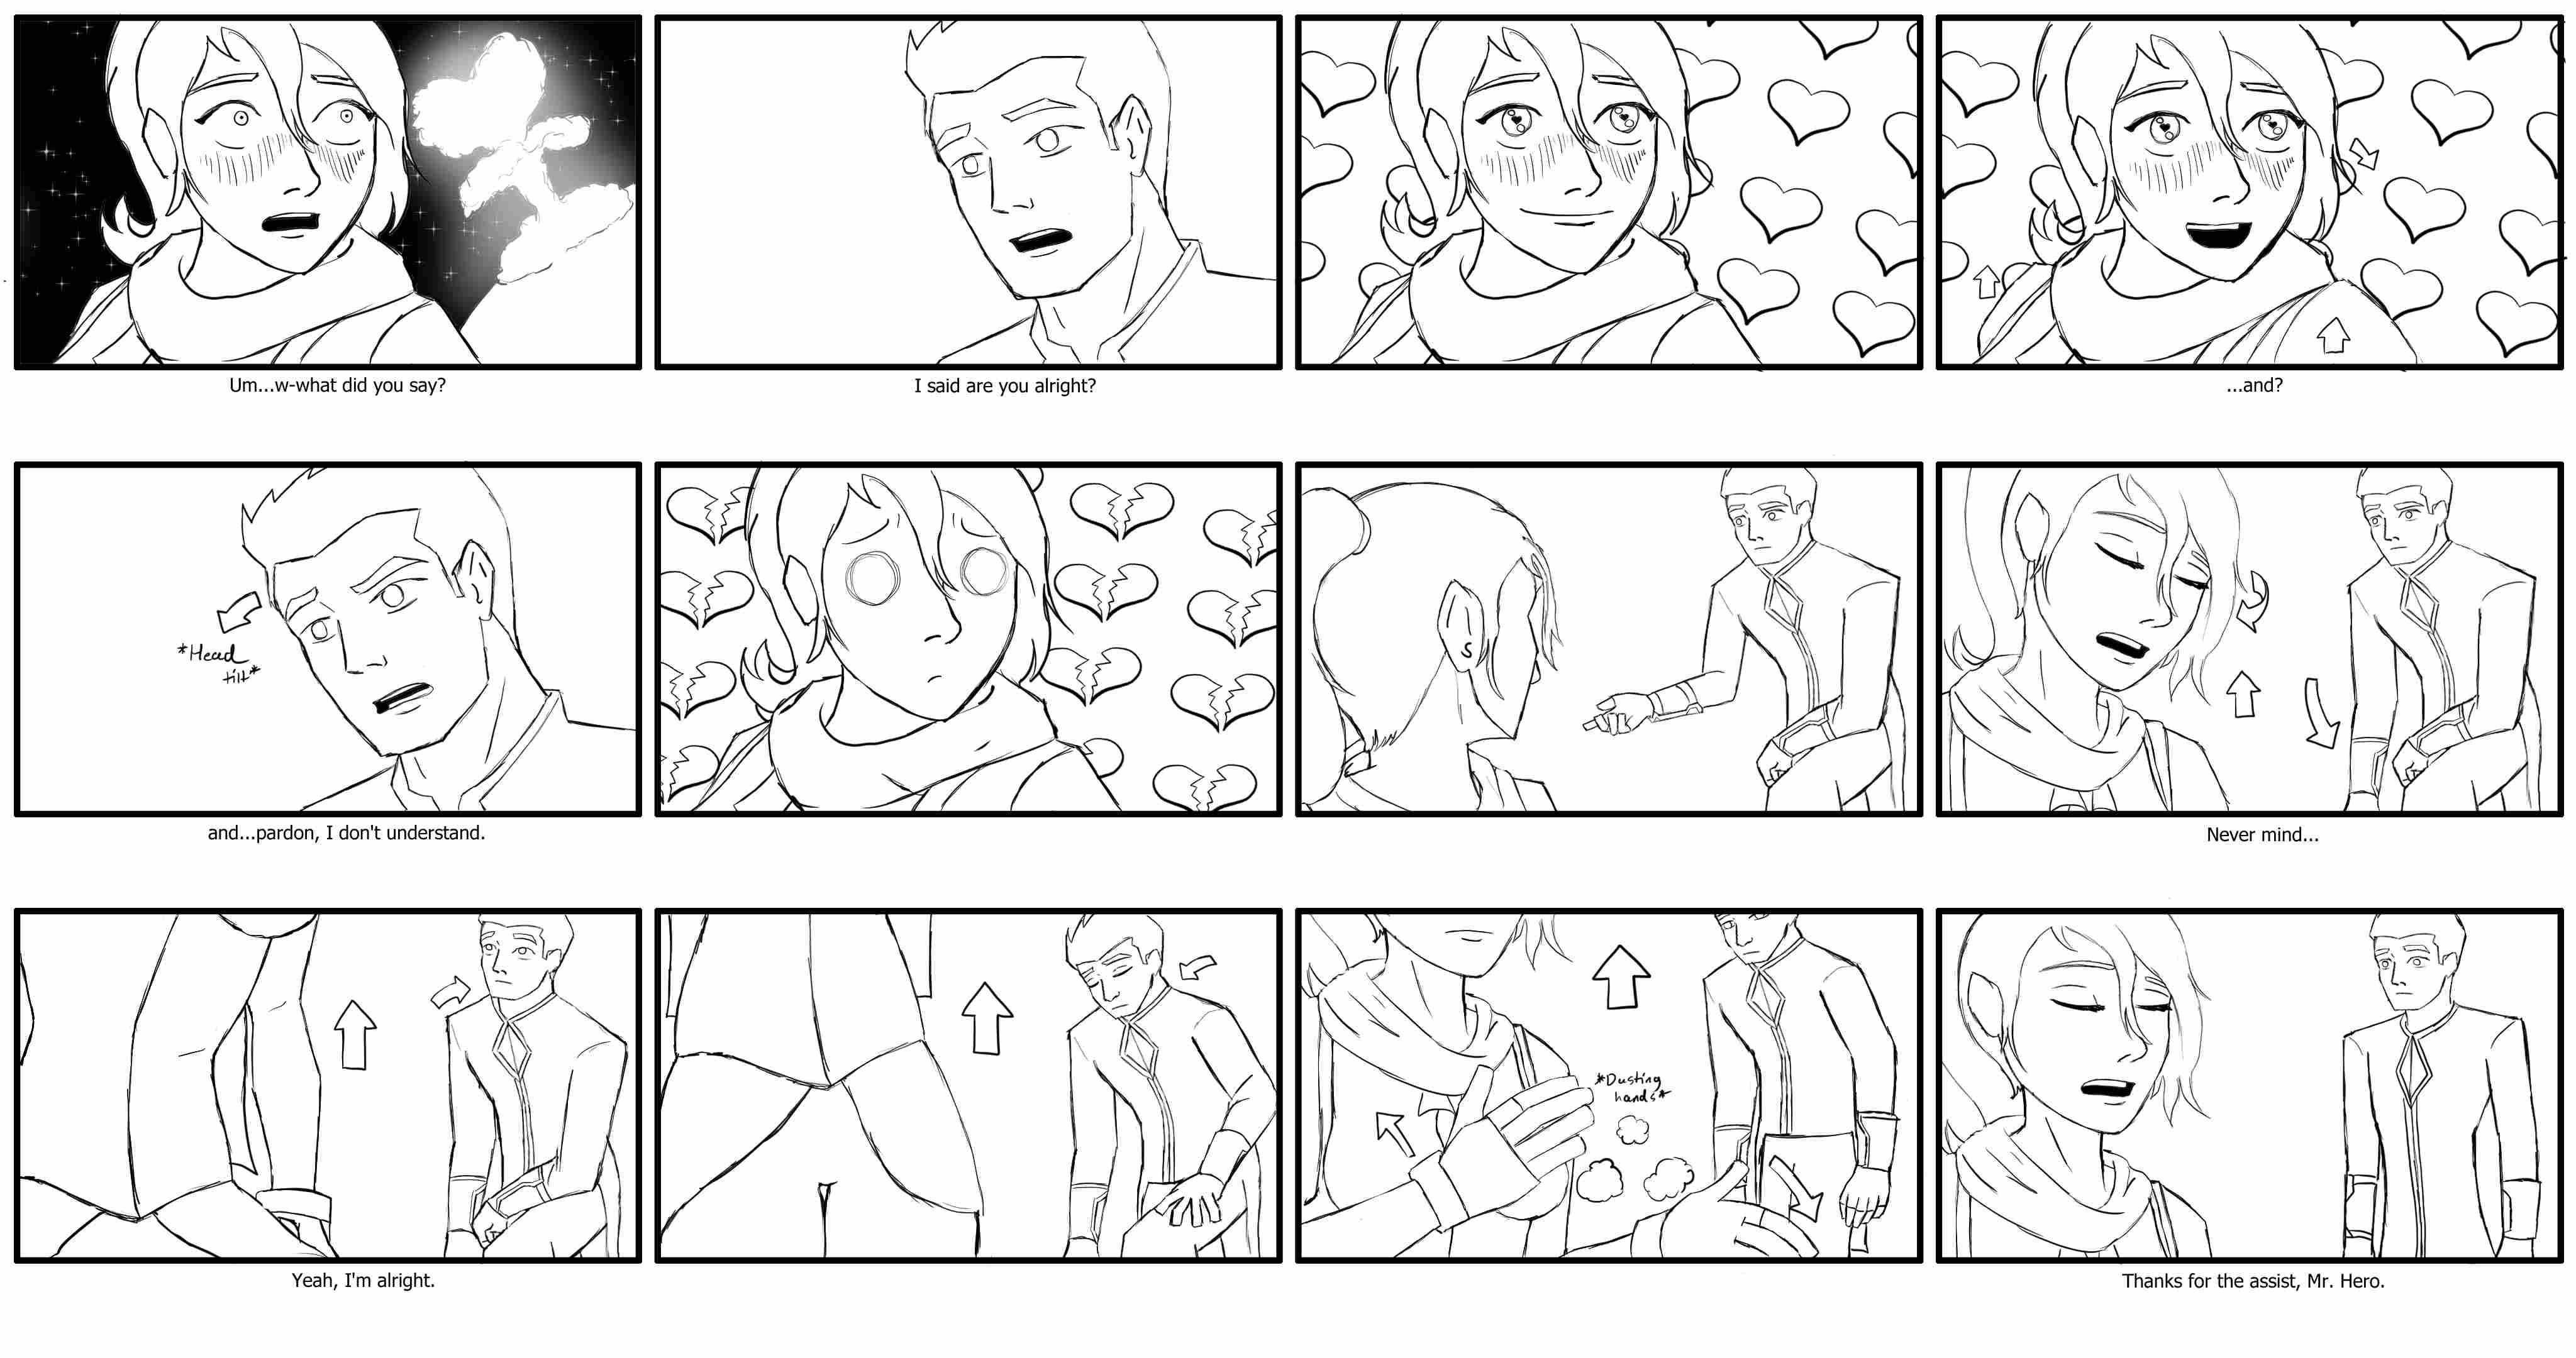 Um...w-what did you say?
I said are you alright?
...and?
*Head
tilt*
and...pardon, I don't understand.
Never mind...
Yeah, I'm alright.
*Dusting
hands*
Thanks for the assist, Mr. Hero.